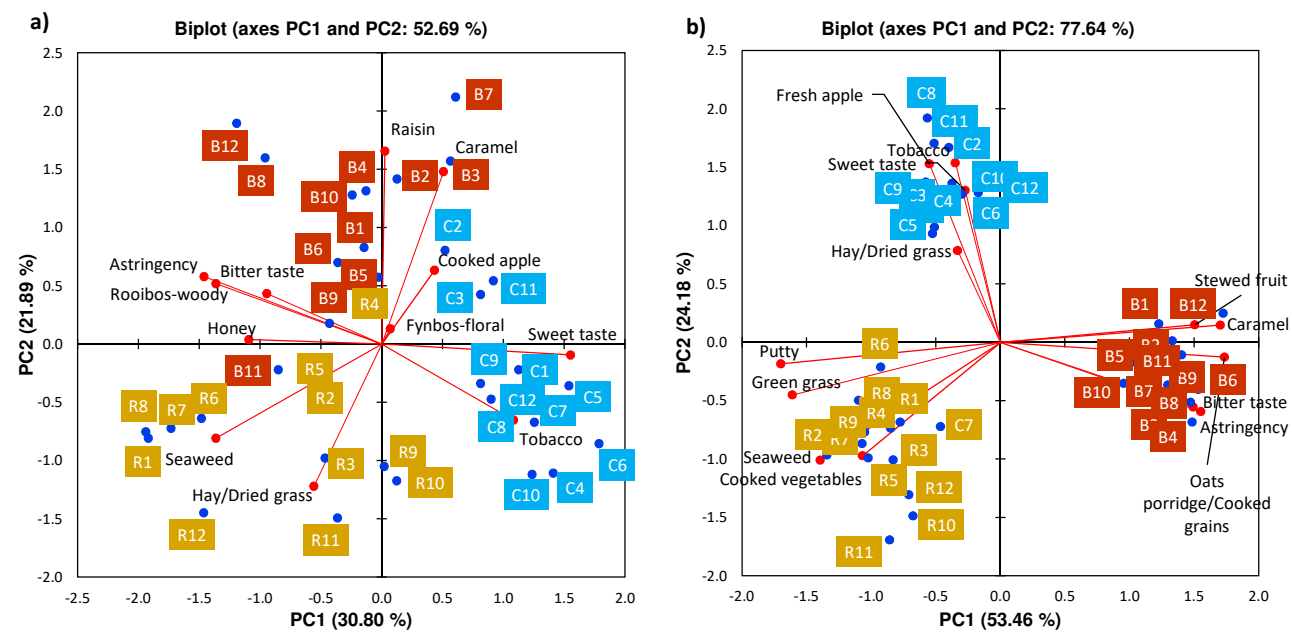 a)
Biplot (axes PC1 and PC2: 52.69 %)
2.5
2.0
1.5
1.0
0.5
0.0
-0.5
-1.0
-1.5
-2.0
PC2 (21.89 %)
B7
B12
Raisin
B8
B4
Caramel
B2
B3
B10
B1
C2
B6
Astringency
Bitter taste
B5
Cooked apple
Rooibos-woody
B9
R4
C3
C11
Honey
Fynbos-floral
Sweet taste
B11
R5
C9
C1
R8
R7
R6
R2
C12
C7
C5
C8
R1
Seaweed
Tobacco
R3
R9
C6
Hay/Dried grass
R10
C10
C4
R12
R11
-2.5
-2.0
-1.5
-1.0
-0.5
0.0
0.5
1.0
1.5
2.0
PC1 (30.80 %)
b)
Biplot (axes PC1 and PC2: 77.64 %)
2.5
2.0
1.5
1.0
0.5
0.0
-0.5
-1.0
-1.5
-2.0
PC2 (24.18 %)
Fresh apple
C8
C11
Tobacco
C2
Sweet taste
C10
C9
C3
C4
C12
C5
C6
Hay/Dried grass
Stewed fruit
B1
B12
Caramel
Putty
R6
B5
B11
Green grass
B10
B7
B9
B6
R8
R1
B8
Bitter taste
R9
R4
R2
R7
C7
B4
Astringency
Seaweed
R3
Cooked vegetables
R5
R12
Oats
porridge/Cooked
grains
R10
R11
-2.0
-1.5
-1.0
-0.5
0.0
0.5
1.0
1.5
2.0
PC1 (53.46 %)